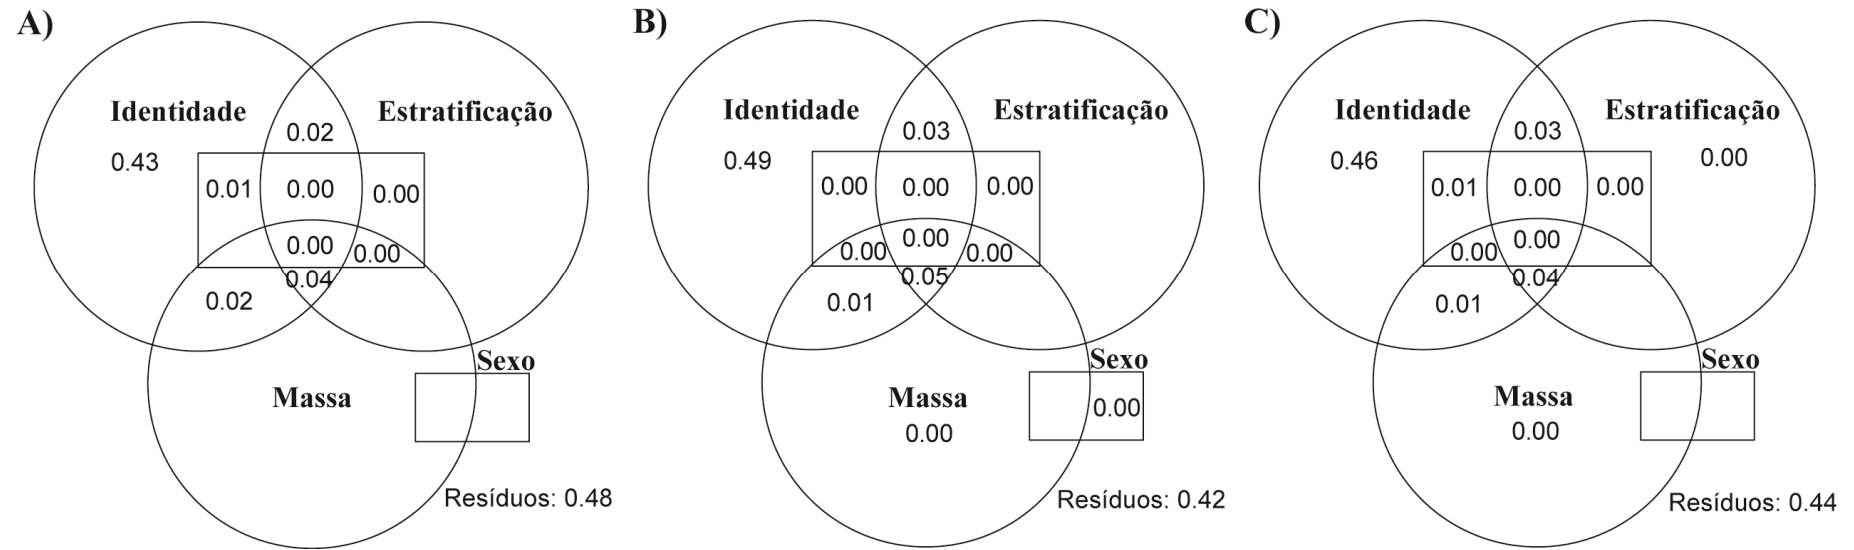 A)
Identidade
Estratificação
0.02
0.43
0.01
0.00
0.00
0.00
0.00
0.04
0.02
Sexo
Massa
Resíduos: 0.48
B)
Identidade
Estratificação
0.03
0.49
0.00
0.00
0.00
0.00
0.00
0.00
0.05
0.01
Sexo
Massa
0.00
0.00
Resíduos: 0.42
C)
Identidade
Estratificação
0.03
0.46
0.00
0.01
0.00
0.00
0.00
0.00
0.04
0.01
Sexo
Massa
0.00
Resíduos: 0.44